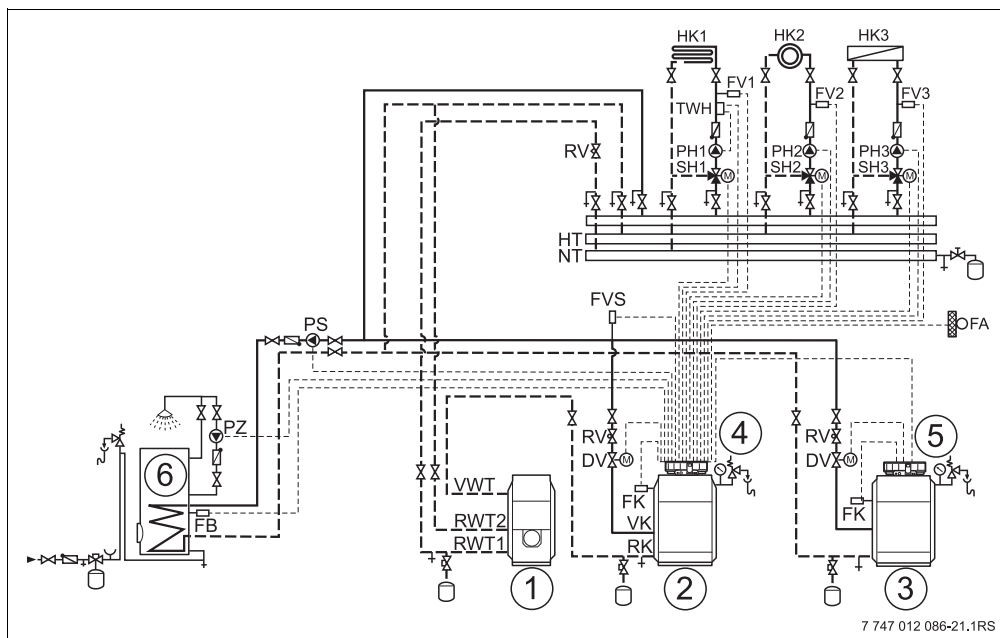 HK1 HK2 HK3
FV1 FV2 FV3
TWH
RV PH1 PH2 PH3
SH1 M SH2 M SH3 M
HT
NT
FVS
FA
PS
4 5
PZ RV RV
6 DV M DV M
VWT FK FK
FB RWT2 VK
RWT1 RK
1 2 3
7 747 012 086-21.1RS